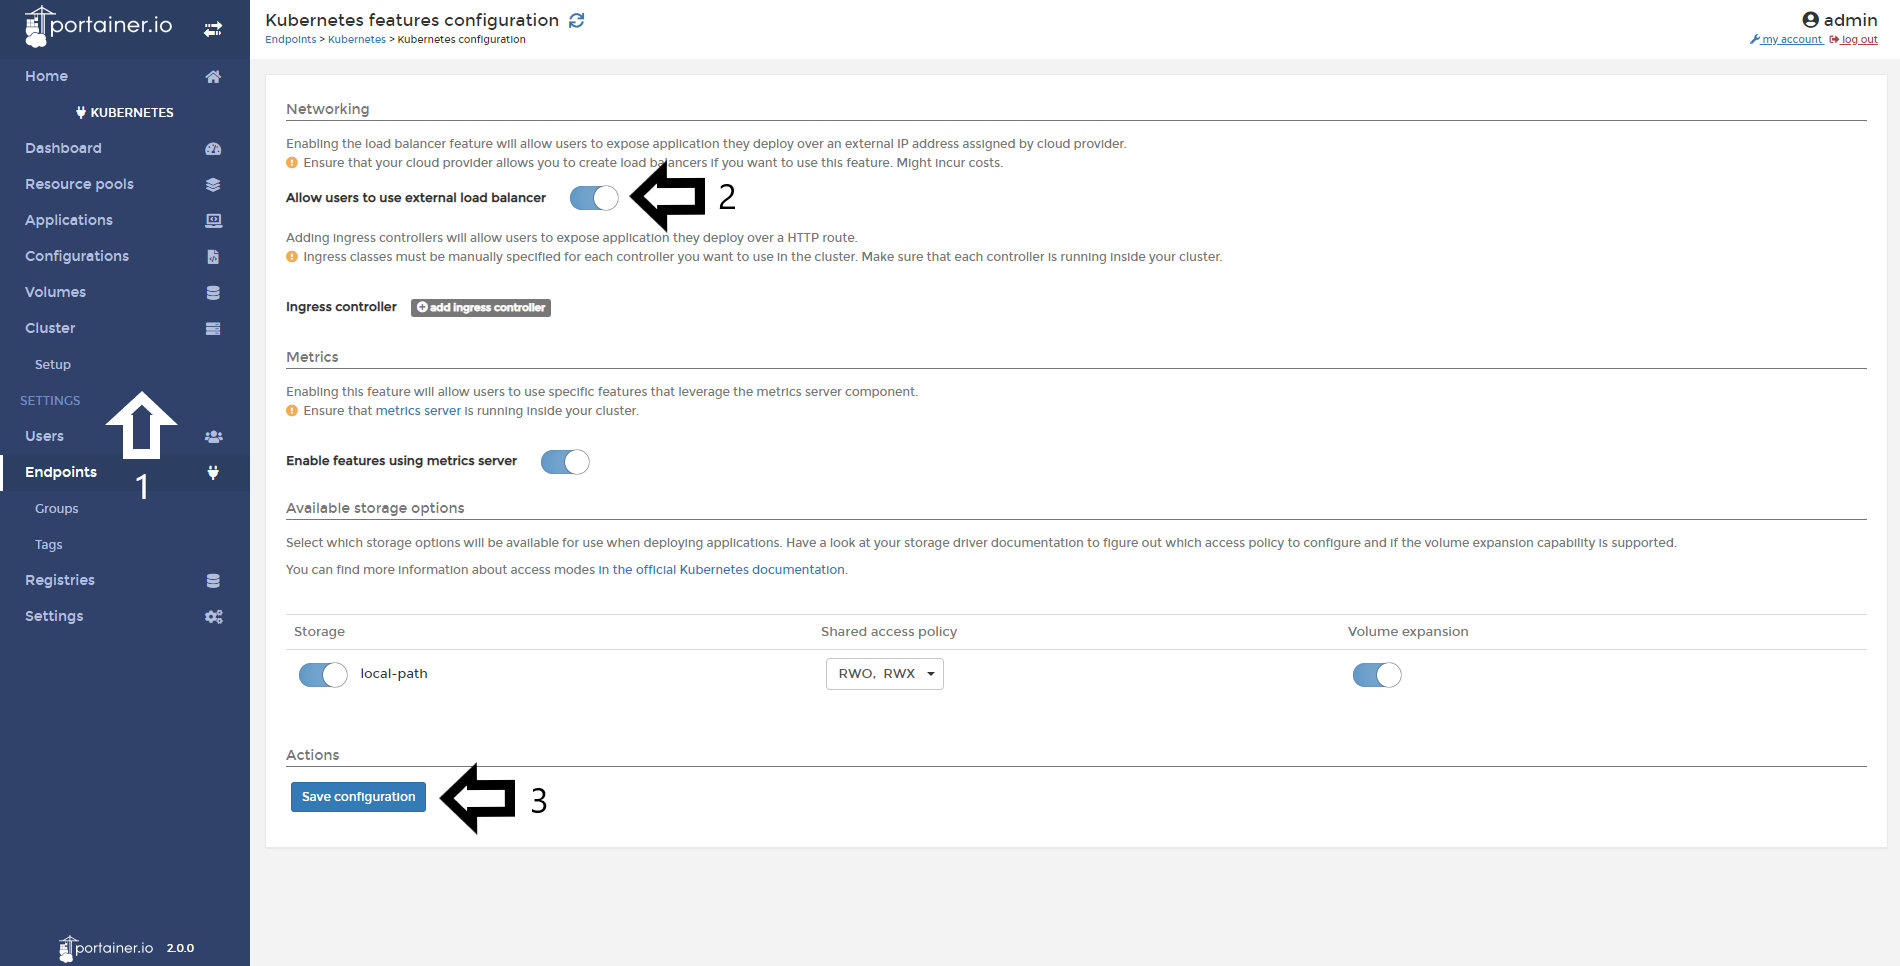 portainer.io
Home
KUBERNETES
Dashboard
Resource pools
Applications
Configurations
Volumes
Cluster
Setup
SETTINGS
Users
Endpoints
1
Groups
Tags
Registries
Settings
portainer.io 2.0.0
Kubernetes features configuration
Endpoints > Kubernetes > Kubernetes configuration
admin
my account log out
Networking
Enabling the load balancer feature will allow users to expose application they deploy over an external IP address assigned by cloud provider.
Ensure that your cloud provider allows you to create load balancers if you want to use this feature. Might incur costs.
Allow users to use external load balancer
2
Adding ingress controllers will allow users to expose application they deploy over a HTTP route.
Ingress classes must be manually specified for each controller you want to use in the cluster. Make sure that each controller is running inside your cluster.
Ingress controller add ingress controller
Metrics
Enabling this feature will allow users to use specific features that leverage the metrics server component.
Ensure that metrics server is running inside your cluster.
Enable features using metrics server
Available storage options
Select which storage options will be available for use when deploying applications. Have a look at your storage driver documentation to figure out which access policy to configure and if the volume expansion capability is supported.
You can find more information about access modes in the official Kubernetes documentation.
Storage Shared access policy Volume expansion
local-path RWO, RWX
Actions
Save configuration
3